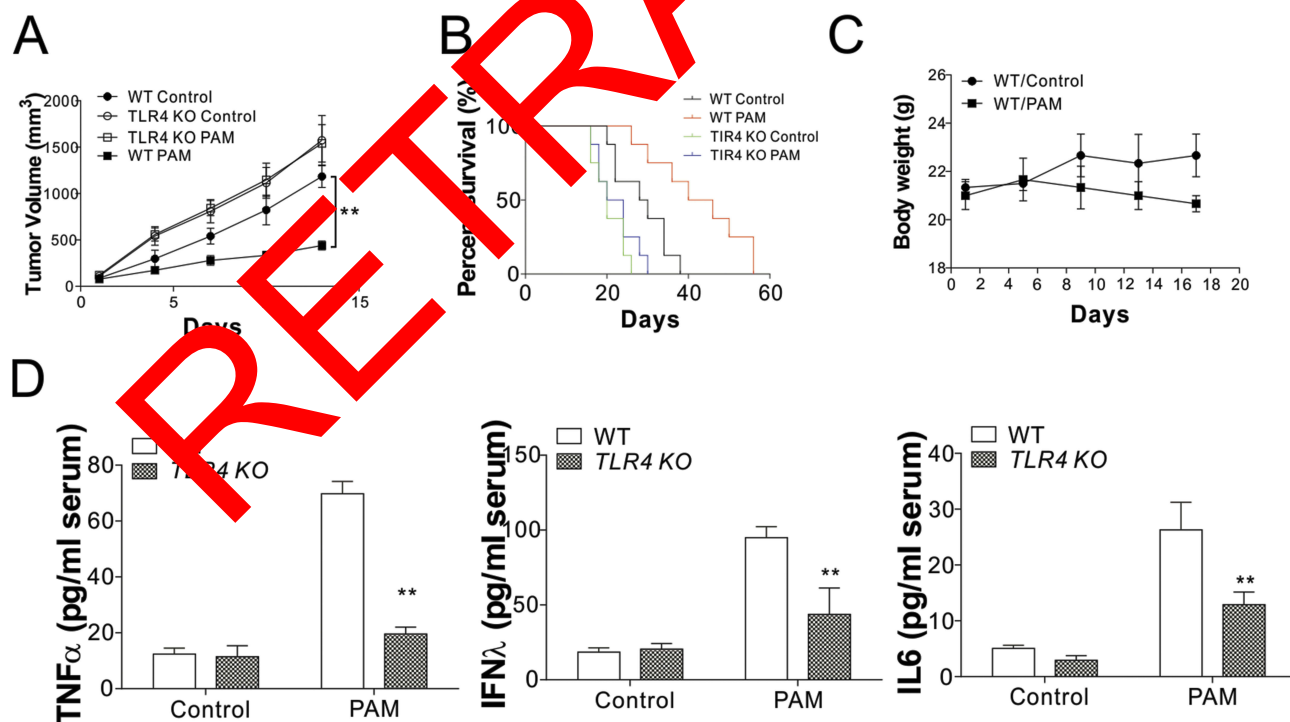 A
B
C
WT Control
TLR4 KO Control
TLR4 KO PAM
WT PAM
Tumor Volume (mm3)
2000
1500
1000
500
0
0
5
15
**
Days
WT Control
WT PAM
TIR4 KO Control
TIR4 KO PAM
Survival (%)
100
50
0
0
20
40
60
Days
WT/Control
WT/PAM
Body weight (g)
26
24
22
20
18
0
2
4
6
8
10
12
14
16
18
20
Days
RETRA
D
TLR4 KO
TNFα (pg/ml serum)
80
60
40
20
0
**
Control
PAM
WT
TLR4 KO
IFNλ (pg/ml serum)
150
100
50
0
**
Control
PAM
WT
TLR4 KO
IL6 (pg/ml serum)
40
30
20
10
0
**
Control
PAM